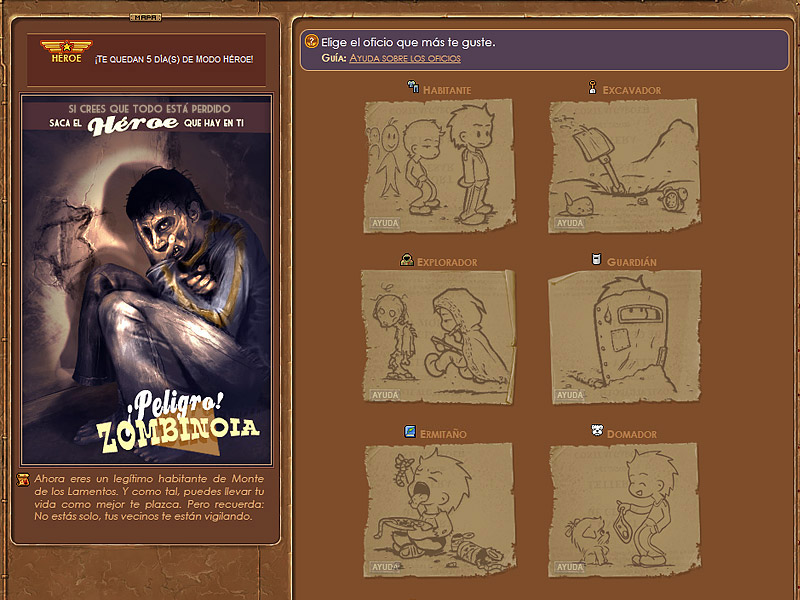 MAPA
HÉROE
¡TE QUEDAN 5 DÍA(S) DE MODO HÉROE!
SI CREES QUE TODO ESTÁ PERDIDO
SACA EL Héroe QUE HAY EN TI
¡Peligro!
ZOMBINOIA
Ahora eres un legítimo habitante de Monte
de los Lamentos. Y como tal, puedes llevar tu
vida como mejor te plazca. Pero recuerda:
No estás solo, tus vecinos te están vigilando.
Elige el oficio que más te guste.
Guía: AYUDA SOBRE LOS OFICIOS
HABITANTE
EXCAVADOR
AYUDA
AYUDA
EXPLORADOR
GUARDIÁN
AYUDA
AYUDA
ERMITAÑO
DOMADOR
AYUDA
AYUDA